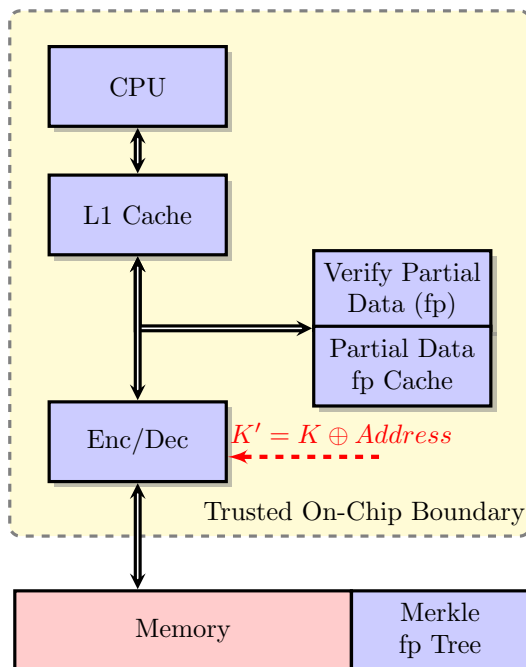 CPU
L1 Cache
Verify Partial
Data (fp)
Partial Data
fp Cache
Enc/Dec
K′ = K ⊕ Address
Trusted On-Chip Boundary
Memory
Merkle
fp Tree